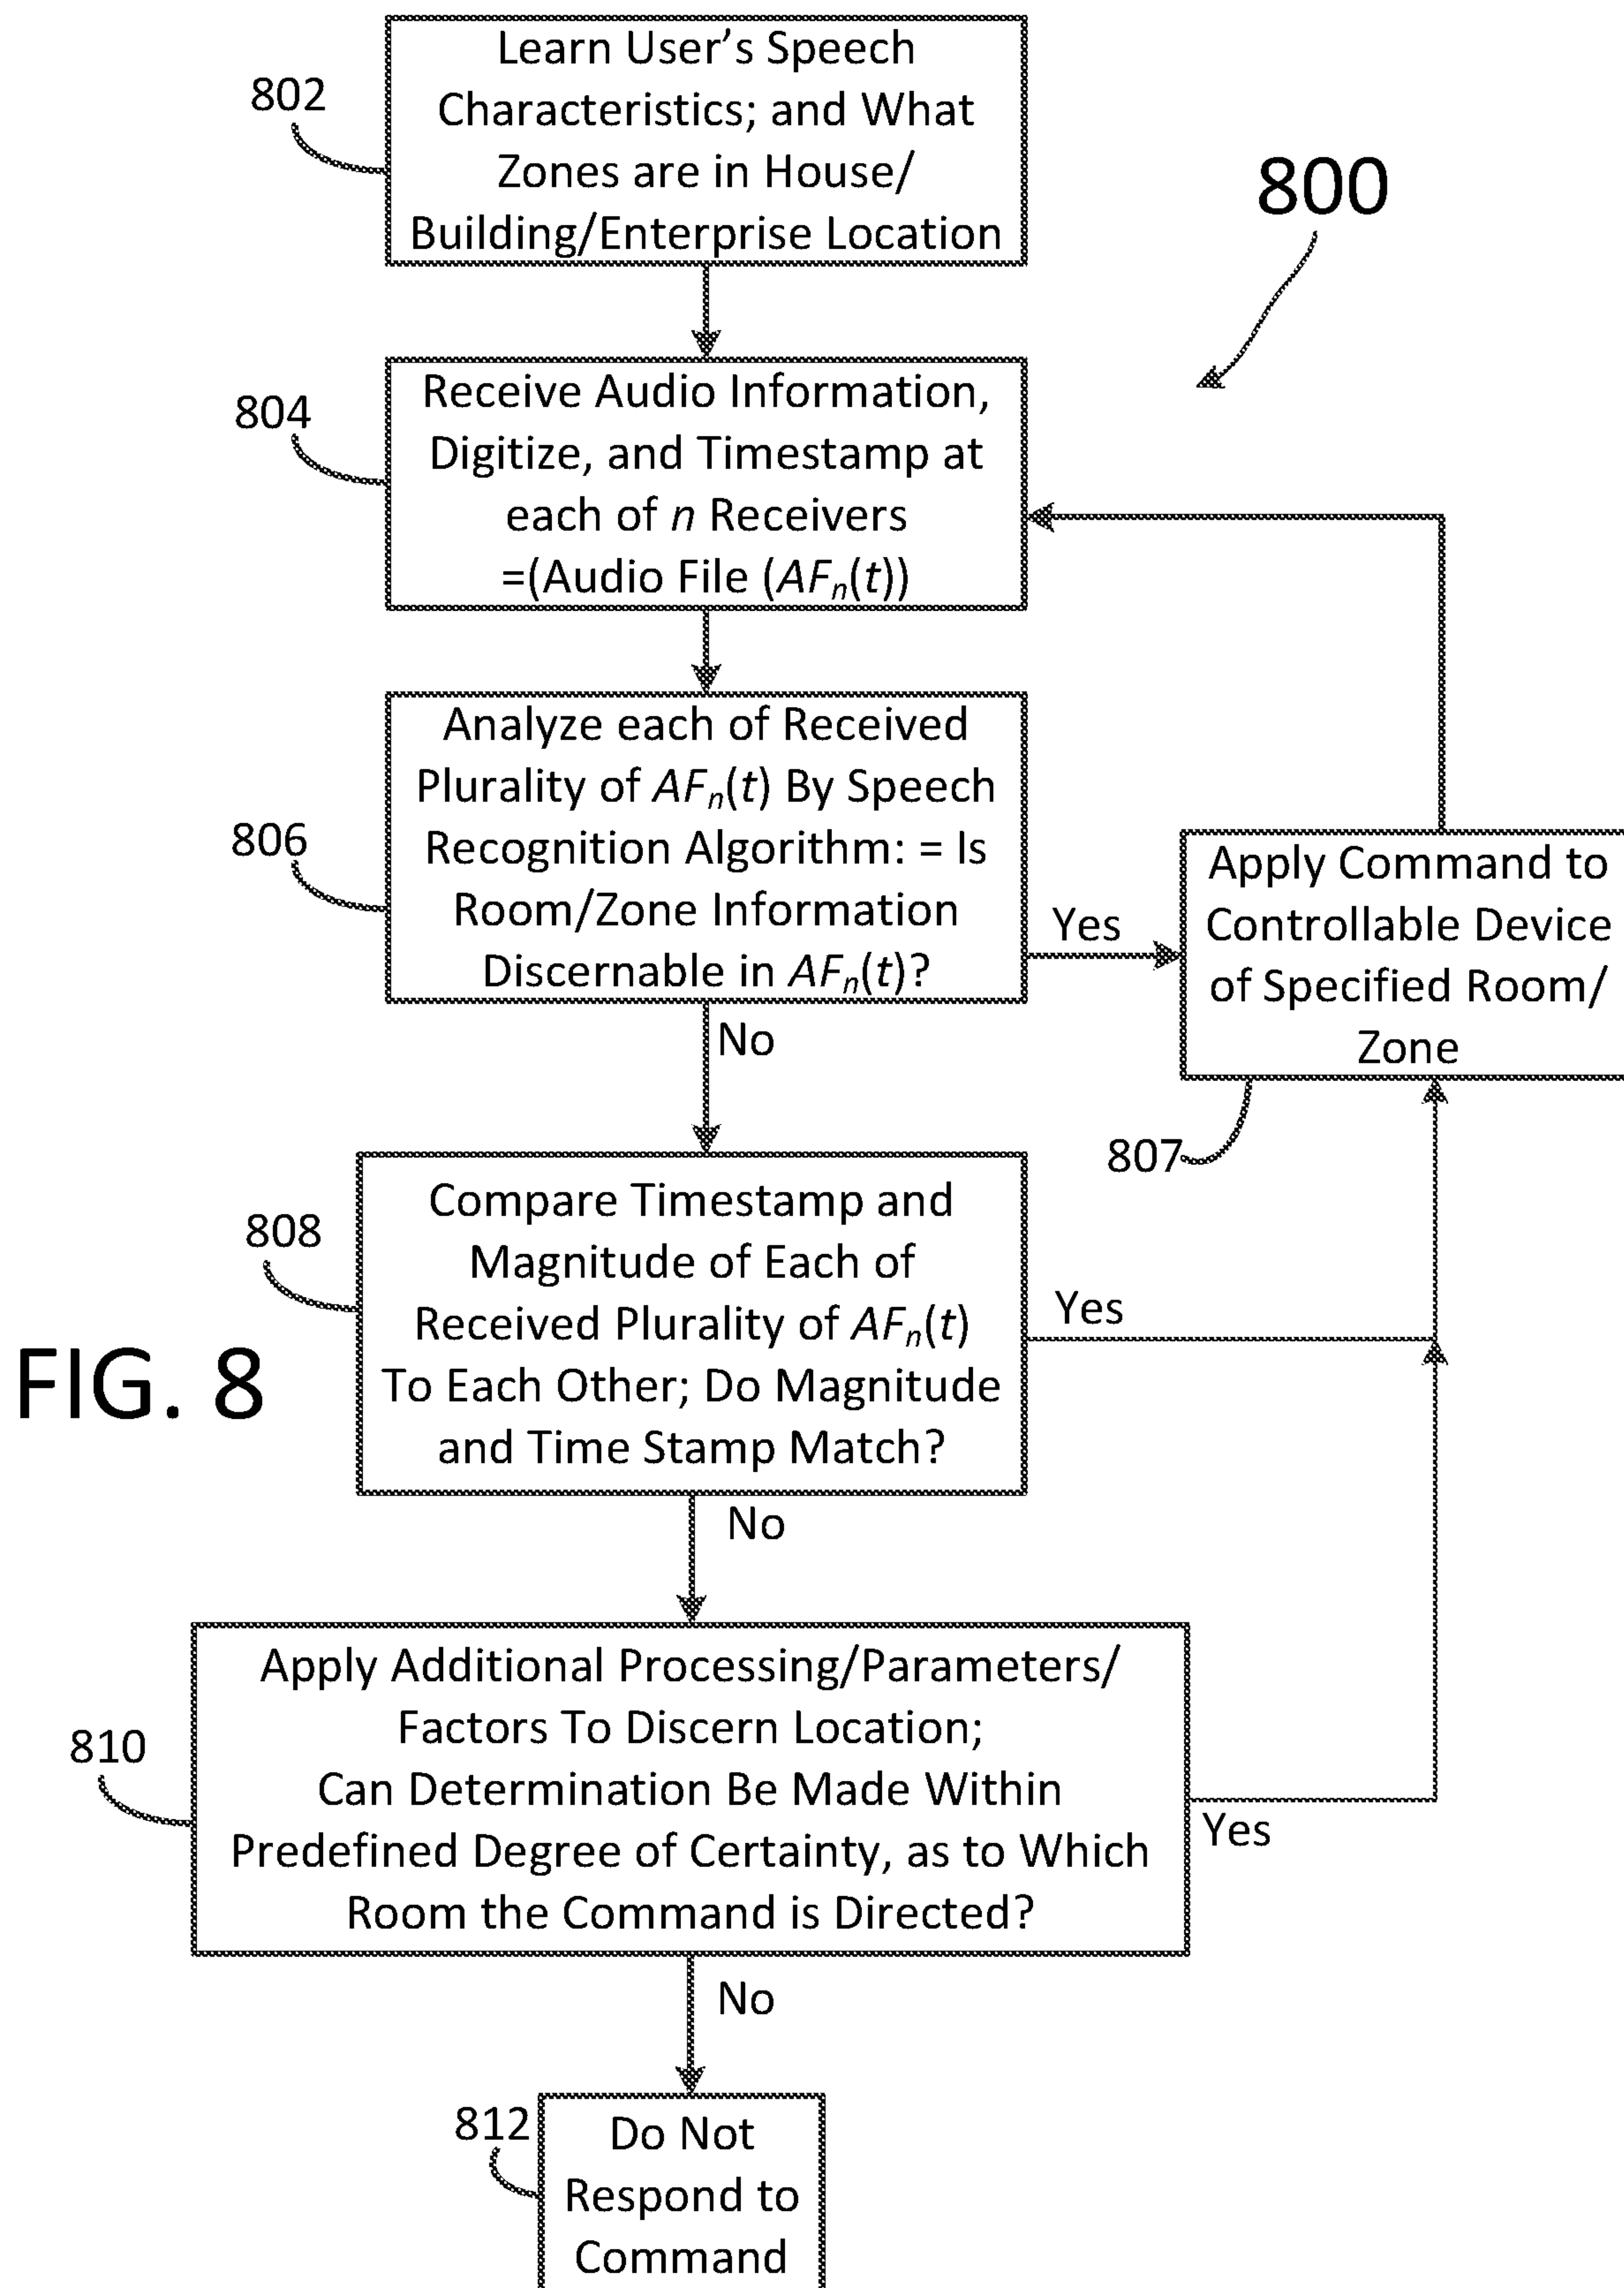 802
Learn User's Speech
Characteristics; and What
Zones are in House/
Building/Enterprise Location
800
804
Receive Audio Information,
Digitize, and Timestamp at
each of n Receivers
=(Audio File (AFn(t))
806
Analyze each of Received
Plurality of AFn(t) By Speech
Recognition Algorithm: = Is
Room/Zone Information
Discernable in AFn(t)?
Yes
Apply Command to
Controllable Device
of Specified Room/
Zone
807
No
808
Compare Timestamp and
Magnitude of Each of
Received Plurality of AFn(t)
To Each Other; Do Magnitude
and Time Stamp Match?
Yes
FIG. 8
No
810
Apply Additional Processing/Parameters/
Factors To Discern Location;
Can Determination Be Made Within
Predefined Degree of Certainty, as to Which
Room the Command is Directed?
Yes
No
812
Do Not
Respond to
Command